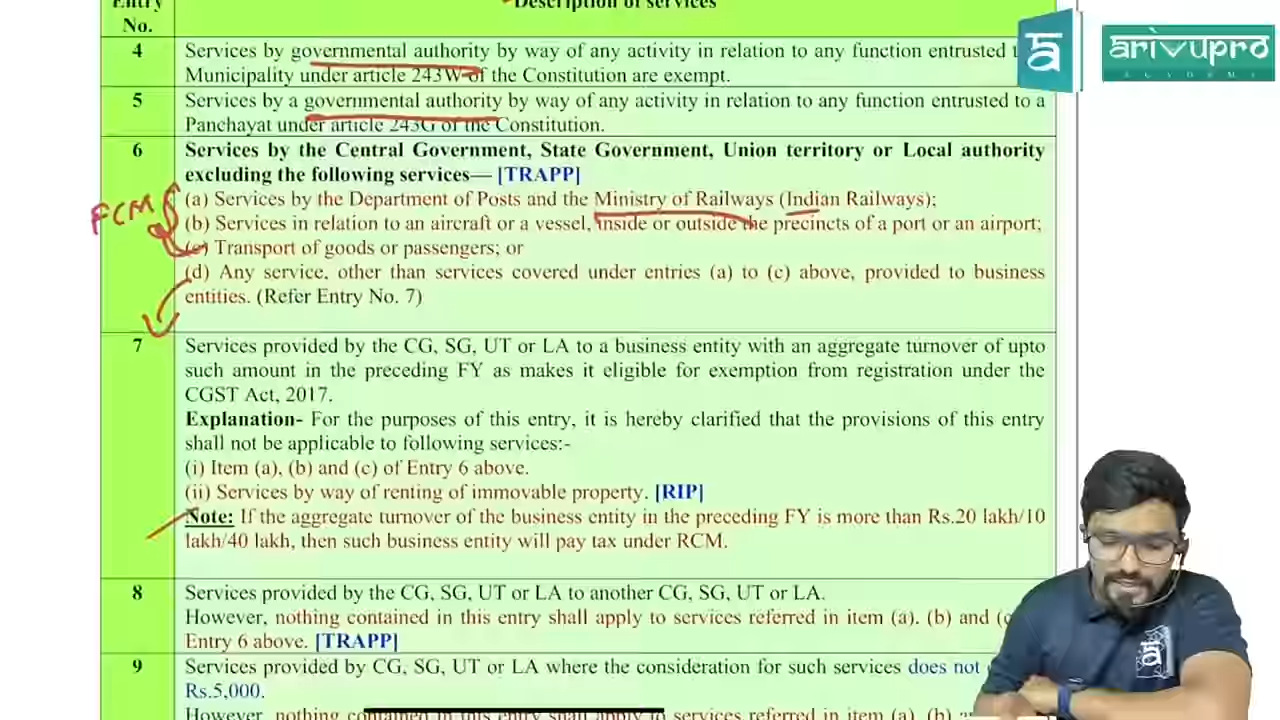 Entry
No.
Description of services
4
Services by governmental authority by way of any activity in relation to any function entrusted
Municipality under article 243W of the Constitution are exempt.
5
Services by a governmental authority by way of any activity in relation to any function entrusted to a
Panchayat under article 243G of the Constitution.
6
Services by the Central Government, State Government, Union territory or Local authority
excluding the following services— [TRAPP]
(a) Services by the Department of Posts and the Ministry of Railways (Indian Railways);
(b) Services in relation to an aircraft or a vessel, inside or outside the precincts of a port or an airport;
(c) Transport of goods or passengers; or
(d) Any service, other than services covered under entries (a) to (c) above, provided to business
entities. (Refer Entry No. 7)
FCM
7
Services provided by the CG, SG, UT or LA to a business entity with an aggregate turnover of upto
such amount in the preceding FY as makes it eligible for exemption from registration under the
CGST Act, 2017.
Explanation- For the purposes of this entry, it is hereby clarified that the provisions of this entry
shall not be applicable to following services:-
(i) Item (a), (b) and (c) of Entry 6 above.
(ii) Services by way of renting of immovable property. [RIP]
Note: If the aggregate turnover of the business entity in the preceding FY is more than Rs.20 lakh/10
lakh/40 lakh, then such business entity will pay tax under RCM.
8
Services provided by the CG, SG, UT or LA to another CG, SG, UT or LA.
However, nothing contained in this entry shall apply to services referred in item (a), (b) and
Entry 6 above. [TRAPP]
9
Services provided by CG, SG, UT or LA where the consideration for such services does not
Rs.5,000.
However, nothing contained in this entry shall apply to services referred in item (a), (b)
ā
arivupro
ACADEMY
ā